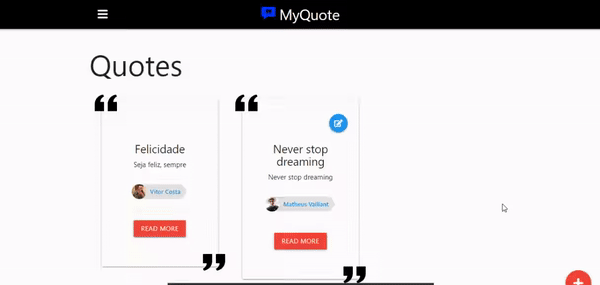 MyQuote
Quotes
Felicidade
Seja feliz, sempre
Vitor Costa
READ MORE
Never stop
dreaming
Never stop dreaming
Matheus Vaillant
READ MORE